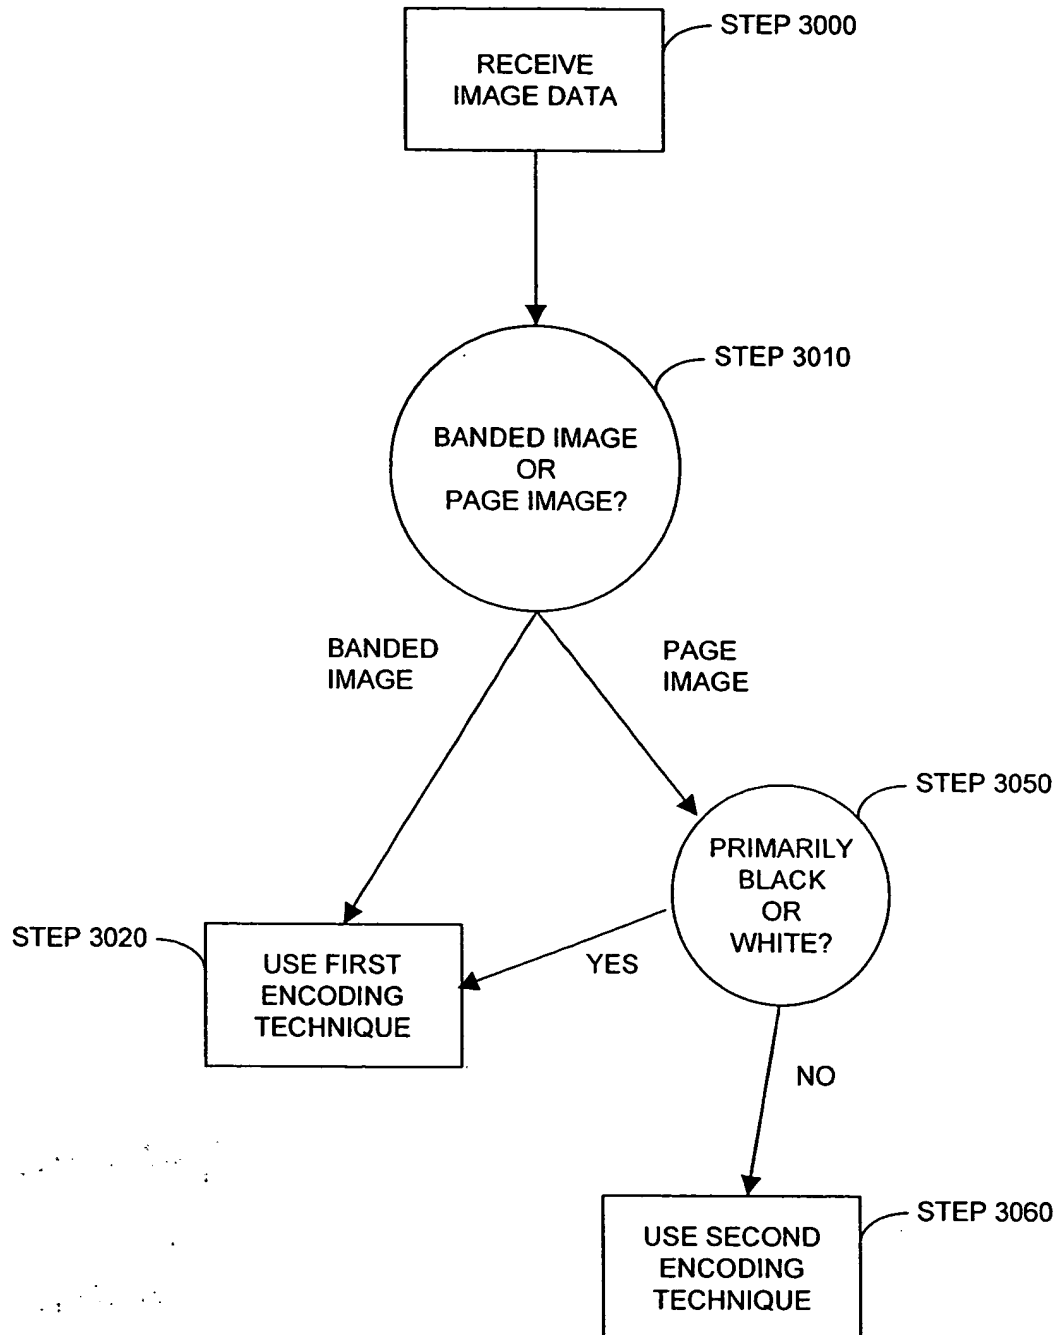 STEP 3000
RECEIVE
IMAGE DATA
STEP 3010
BANDED IMAGE
OR
PAGE IMAGE?
BANDED
IMAGE
PAGE
IMAGE
STEP 3050
PRIMARILY
BLACK
OR
WHITE?
STEP 3020
USE FIRST
ENCODING
TECHNIQUE
YES
NO
STEP 3060
USE SECOND
ENCODING
TECHNIQUE